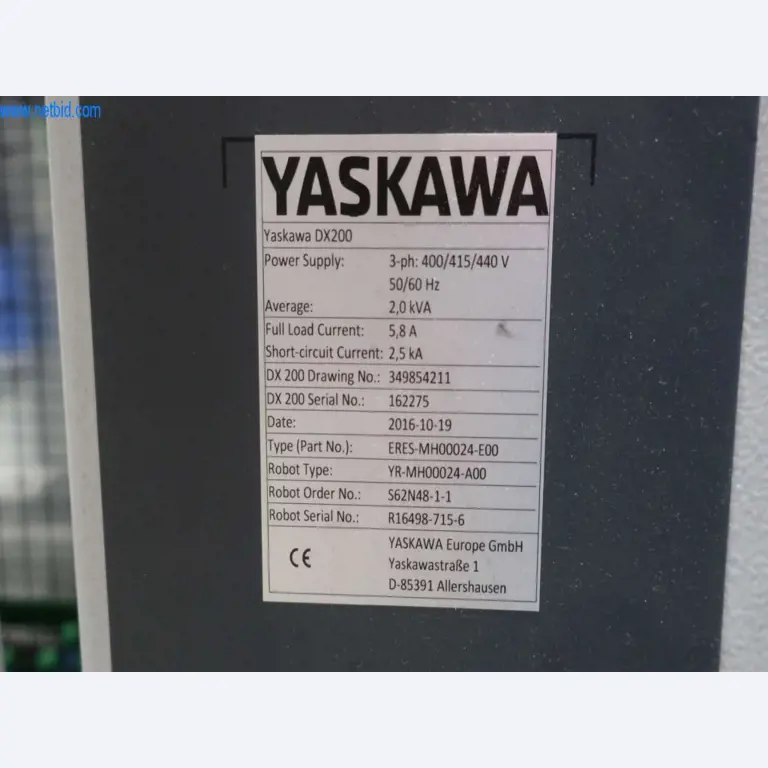 www.netbid.com
YASKAWA
Yaskawa DX200
Power Supply: 3-ph: 400/415/440 V
50/60 Hz
Average: 2,0 kVA
Full Load Current: 5,8 A
Short-circuit Current: 2,5 kA
DX 200 Drawing No.: 349854211
DX 200 Serial No.: 162275
Date: 2016-10-19
Type (Part No.): ERES-MH00024-E00
Robot Type: YR-MH00024-A00
Robot Order No.: S62N48-1-1
Robot Serial No.: R16498-715-6
CE YASKAWA Europe GmbH
Yaskawastraße 1
D-85391 Allershausen